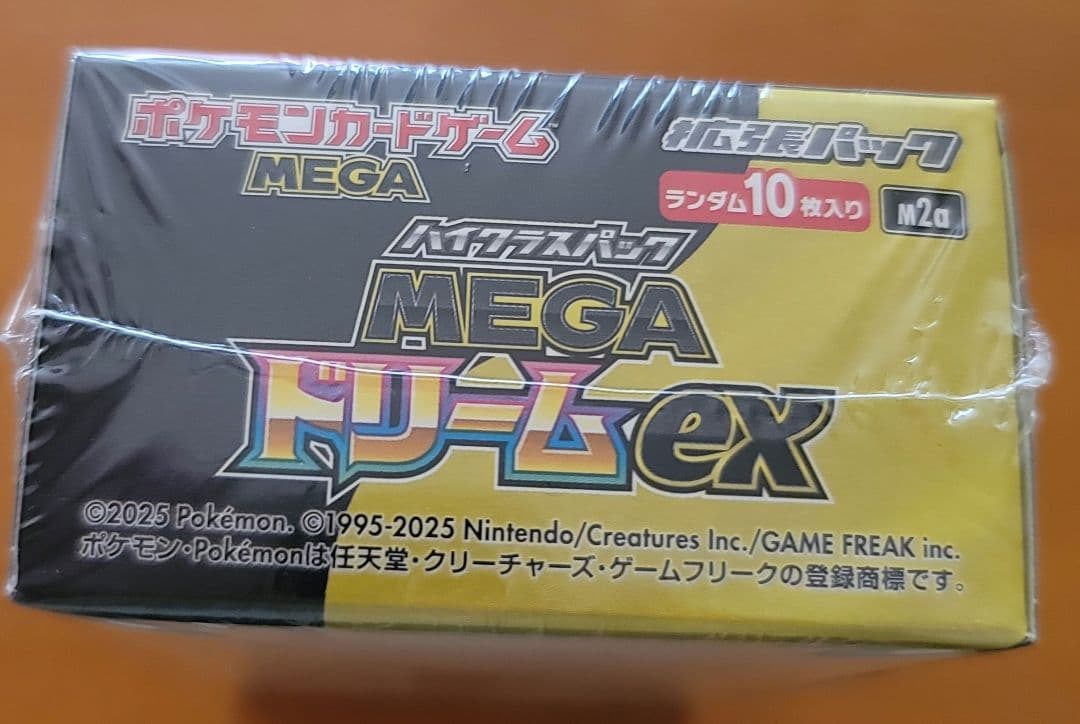 ポケモンカードゲーム
MEGA
拡張パック
ランダム10枚入り
M2a
ハイクラスパック
MEGA
ドリームex
©2025 Pokémon. ©1995-2025 Nintendo/Creatures Inc./GAME FREAK inc.
ポケモン・Pokémonは任天堂・クリーチャーズ・ゲームフリークの登録商標です。